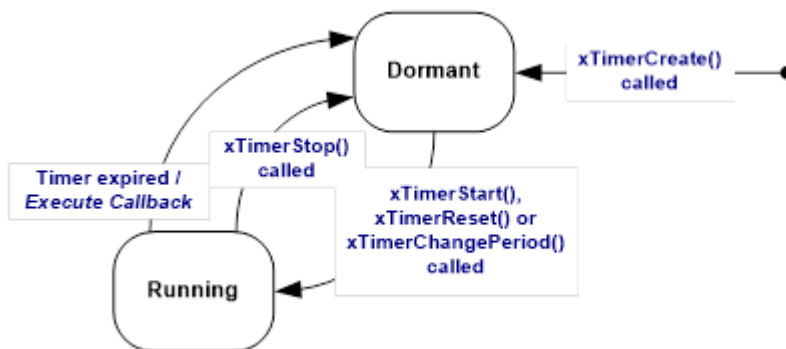 Dormant
xTimerCreate()
called
xTimerStop()
called
Timer expired /
Execute Callback
xTimerStart(),
xTimerReset() or
xTimerChangePeriod()
called
Running